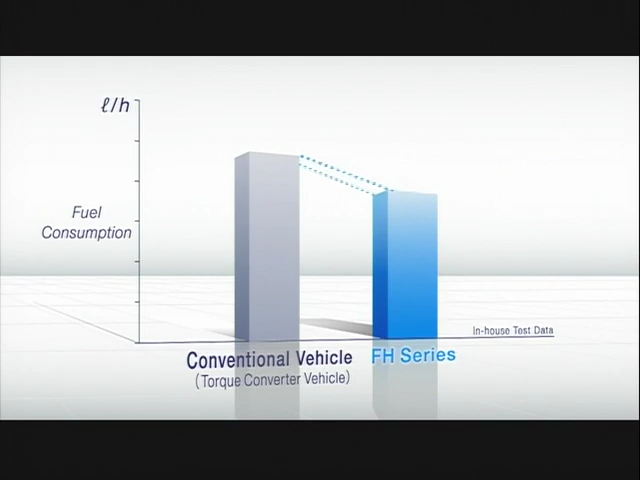 ℓ/h
Fuel
Consumption
In-house Test Data
Conventional Vehicle
(Torque Converter Vehicle)
FH Series